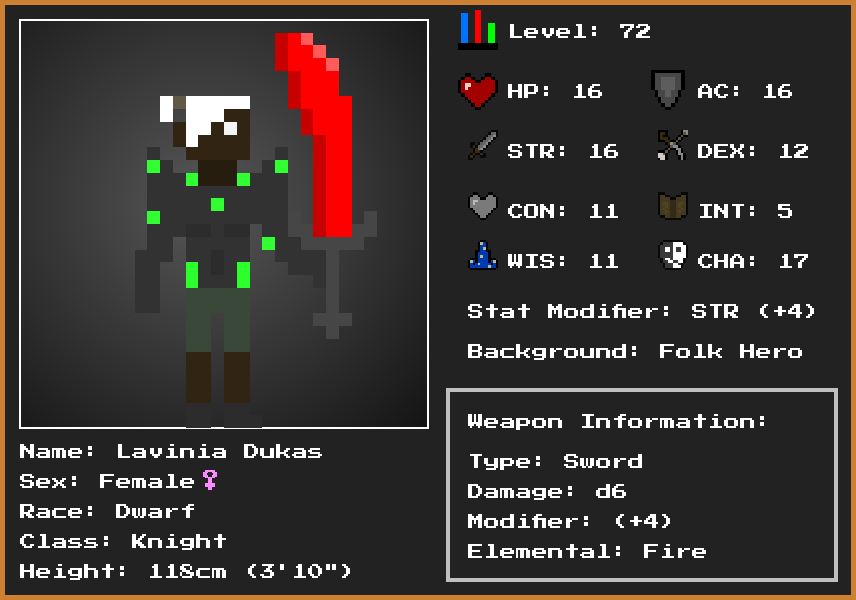 Level: 72
HP: 16
AC: 16
STR: 16
DEX: 12
CON: 11
INT: 5
WIS: 11
CHA: 17
Stat Modifier: STR (+4)
Background: Folk Hero
Weapon Information:
Type: Sword
Damage: d6
Modifier: (+4)
Elemental: Fire
Name: Lavinia Dukas
Sex: Female♀
Race: Dwarf
Class: Knight
Height: 118cm (3'10")